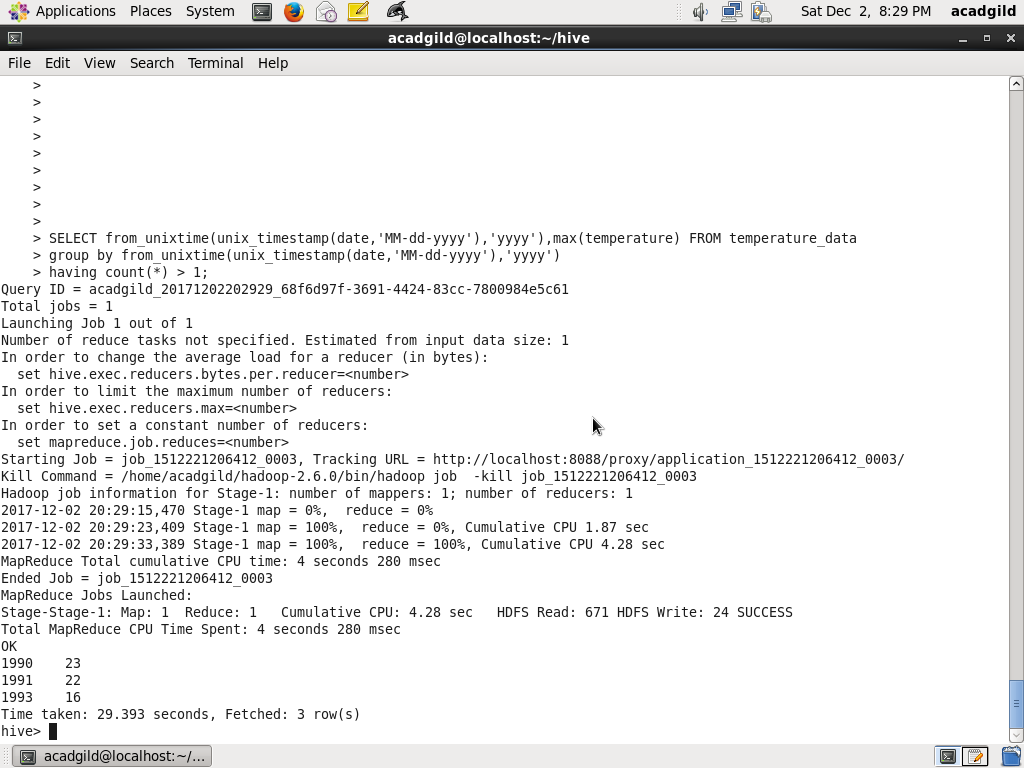 Applications Places System Sat Dec 2, 8:29 PM acadgild
acadgild@localhost:~/hive
File Edit View Search Terminal Help
    >
    >
    >
    >
    >
    >
    >
    >
    >
    > SELECT from_unixtime(unix_timestamp(date,'MM-dd-yyyy'),'yyyy'),max(temperature) FROM temperature_data
    > group by from_unixtime(unix_timestamp(date,'MM-dd-yyyy'),'yyyy')
    > having count(*) > 1;
Query ID = acadgild_20171202202929_68f6d97f-3691-4424-83cc-7800984e5c61
Total jobs = 1
Launching Job 1 out of 1
Number of reduce tasks not specified. Estimated from input data size: 1
In order to change the average load for a reducer (in bytes):
  set hive.exec.reducers.bytes.per.reducer=<number>
In order to limit the maximum number of reducers:
  set hive.exec.reducers.max=<number>
In order to set a constant number of reducers:
  set mapreduce.job.reduces=<number>
Starting Job = job_1512221206412_0003, Tracking URL = http://localhost:8088/proxy/application_1512221206412_0003/
Kill Command = /home/acadgild/hadoop-2.6.0/bin/hadoop job  -kill job_1512221206412_0003
Hadoop job information for Stage-1: number of mappers: 1; number of reducers: 1
2017-12-02 20:29:15,470 Stage-1 map = 0%,  reduce = 0%
2017-12-02 20:29:23,409 Stage-1 map = 100%,  reduce = 0%, Cumulative CPU 1.87 sec
2017-12-02 20:29:33,389 Stage-1 map = 100%,  reduce = 100%, Cumulative CPU 4.28 sec
MapReduce Total cumulative CPU time: 4 seconds 280 msec
Ended Job = job_1512221206412_0003
MapReduce Jobs Launched:
Stage-Stage-1: Map: 1  Reduce: 1   Cumulative CPU: 4.28 sec   HDFS Read: 671 HDFS Write: 24 SUCCESS
Total MapReduce CPU Time Spent: 4 seconds 280 msec
OK
1990    23
1991    22
1993    16
Time taken: 29.393 seconds, Fetched: 3 row(s)
hive>
acadgild@localhost:~/...